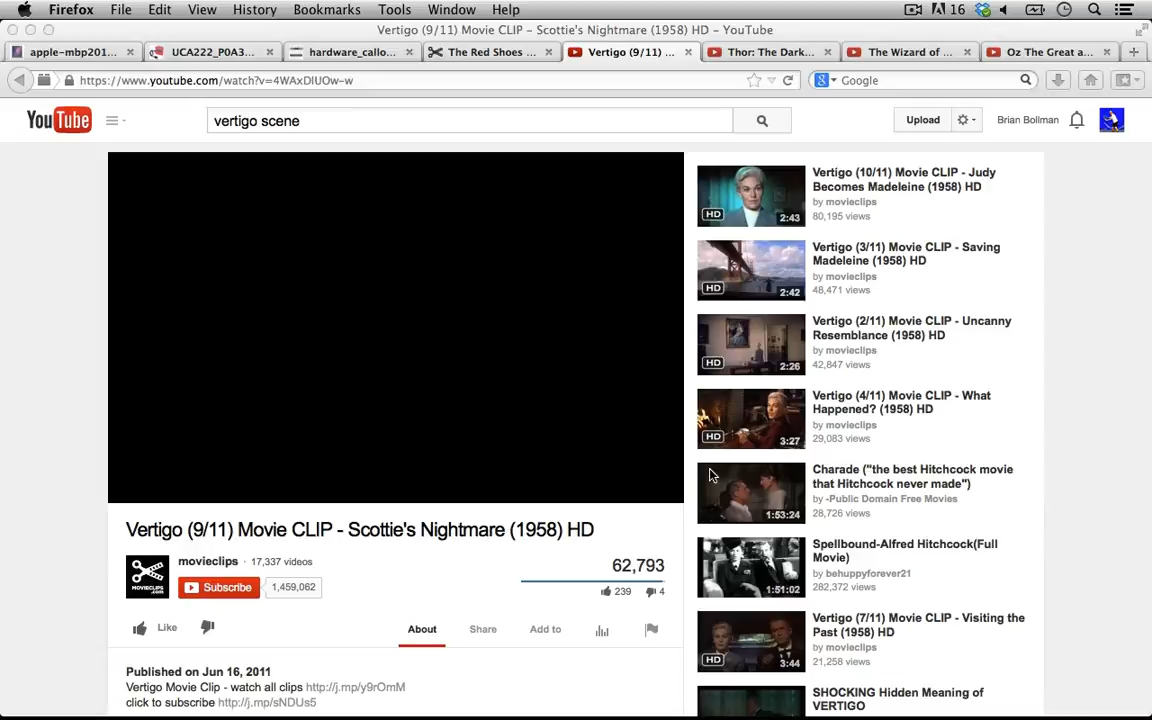 Firefox File Edit View History Bookmarks Tools Window Help 16
Vertigo (9/11) Movie CLIP - Scottie's Nightmare (1958) HD - YouTube
apple-mbp201... UCA222_P0A3... hardware_callo... The Red Shoes ... Vertigo (9/11) ... Thor: The Dark... The Wizard of ... Oz The Great a...
https://www.youtube.com/watch?v=4WAxDIUOw-w Google
YouTube vertigo scene Upload Brian Bollman
Vertigo (10/11) Movie CLIP - Judy
Becomes Madeleine (1958) HD
by movieclips
80,195 views
HD 2:43
Vertigo (3/11) Movie CLIP - Saving
Madeleine (1958) HD
by movieclips
48,471 views
HD 2:42
Vertigo (2/11) Movie CLIP - Uncanny
Resemblance (1958) HD
by movieclips
42,847 views
HD 2:26
Vertigo (4/11) Movie CLIP - What
Happened? (1958) HD
by movieclips
29,083 views
HD 3:27
Charade ("the best Hitchcock movie
that Hitchcock never made")
by -Public Domain Free Movies
28,726 views
1:53:24
Spellbound-Alfred Hitchcock(Full
Movie)
by behuppyforever21
282,372 views
1:51:02
Vertigo (7/11) Movie CLIP - Visiting the
Past (1958) HD
by movieclips
21,258 views
HD 3:44
SHOCKING Hidden Meaning of
VERTIGO
Vertigo (9/11) Movie CLIP - Scottie's Nightmare (1958) HD
MOVIECLIPS.com
movieclips · 17,337 videos
Subscribe 1,459,062
62,793
239 4
Like About Share Add to
Published on Jun 16, 2011
Vertigo Movie Clip - watch all clips http://j.mp/y9rOmM
click to subscribe http://j.mp/sNDUs5